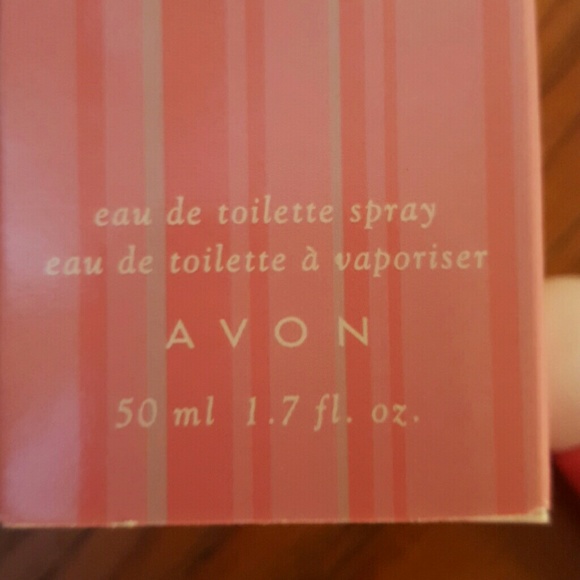 eau de toilette spray
eau de toilette à vaporiser
AVON
50 ml 1.7 fl. oz.